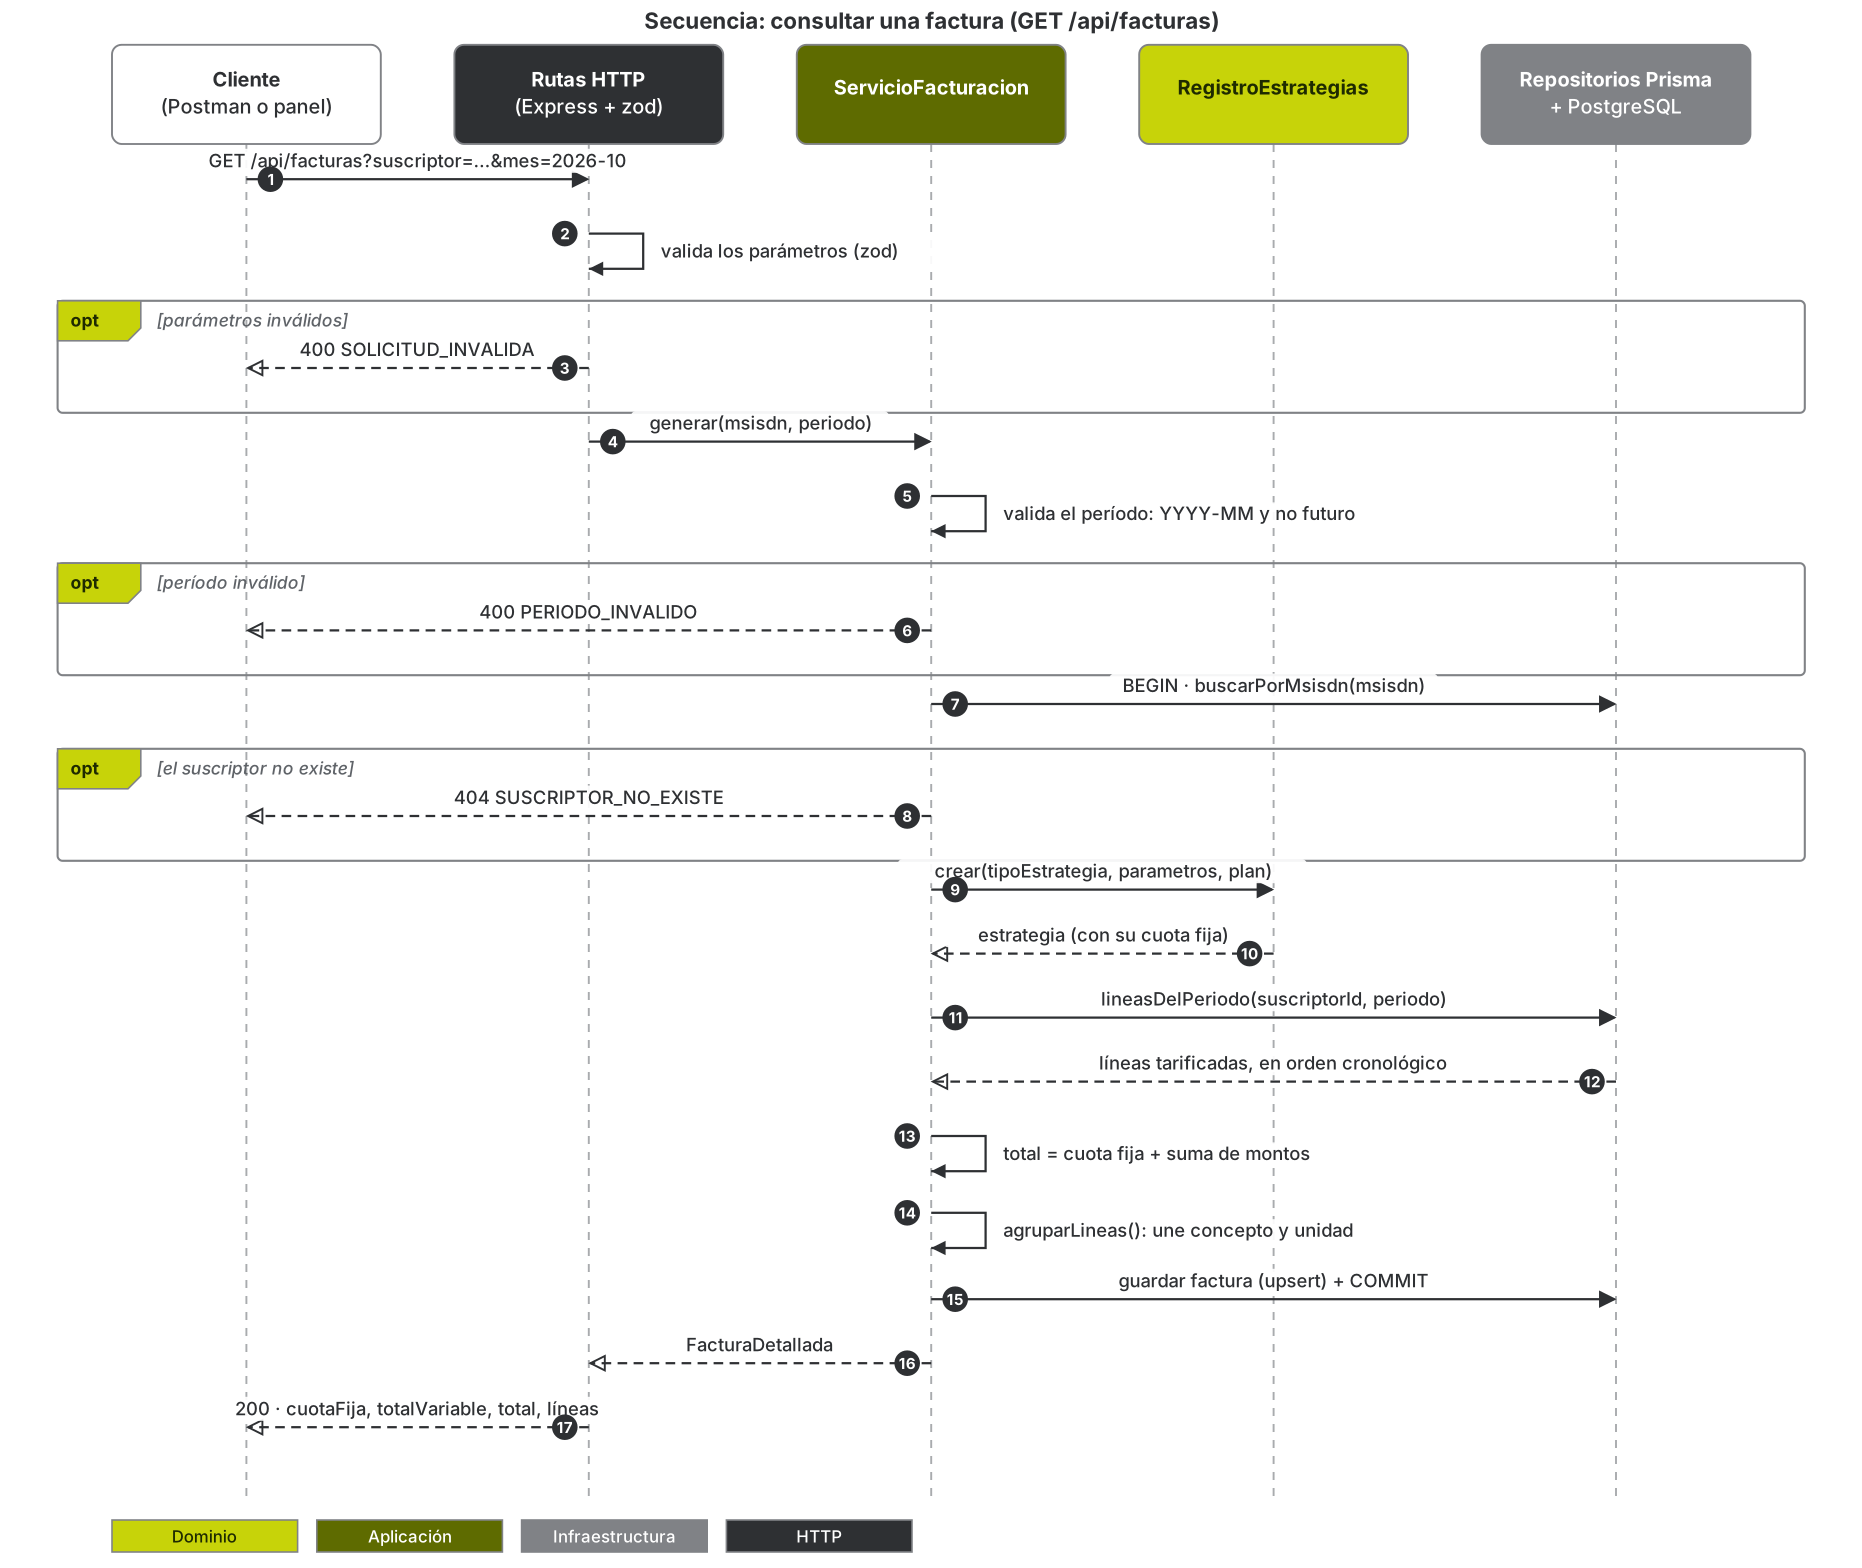 Secuencia: consultar una factura (GET /api/facturas)
Cliente
(Postman o panel)
Rutas HTTP
(Express + zod)
ServicioFacturacion
RegistroEstrategias
Repositorios Prisma
+ PostgreSQL
GET /api/facturas?suscriptor=...&mes=2026-10
1
2
valida los parámetros (zod)
opt
[parámetros inválidos]
400 SOLICITUD_INVALIDA
3
generar(msisdn, periodo)
4
5
valida el período: YYYY-MM y no futuro
opt
[período inválido]
400 PERIODO_INVALIDO
6
BEGIN · buscarPorMsisdn(msisdn)
7
opt
[el suscriptor no existe]
404 SUSCRIPTOR_NO_EXISTE
8
crear(tipoEstrategia, parametros, plan)
9
estrategia (con su cuota fija)
10
lineasDelPeriodo(suscriptorId, periodo)
11
líneas tarificadas, en orden cronológico
12
13
total = cuota fija + suma de montos
14
agruparLineas(): une concepto y unidad
guardar factura (upsert) + COMMIT
15
FacturaDetallada
16
200 · cuotaFija, totalVariable, total, líneas
17
Dominio
Aplicación
Infraestructura
HTTP